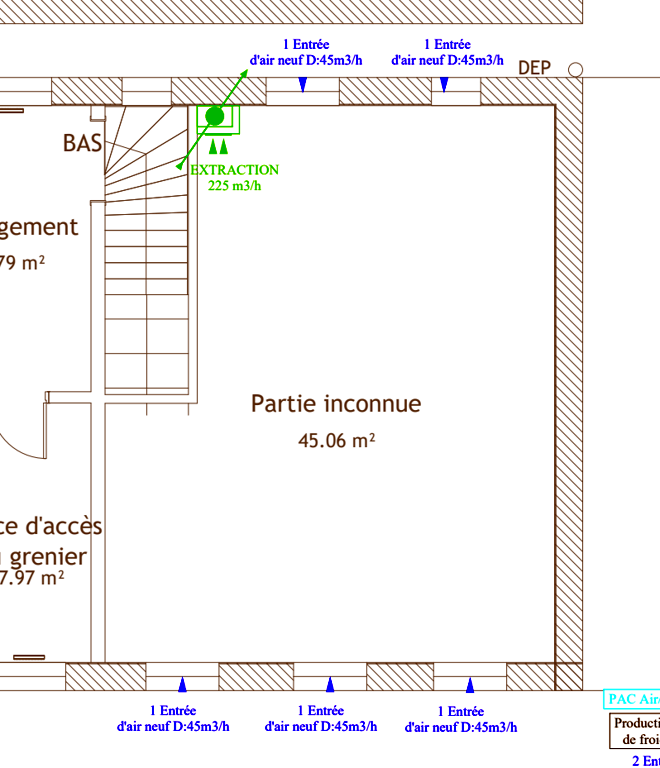 1 Entrée
d'air neuf D:45m3/h
1 Entrée
d'air neuf D:45m3/h
DEP
BAS
EXTRACTION
225 m3/h
gement
79 m²
Partie inconnue
45.06 m²
ce d'accès
grenier
7.97 m²
1 Entrée
d'air neuf D:45m3/h
1 Entrée
d'air neuf D:45m3/h
1 Entrée
d'air neuf D:45m3/h
PAC Air/
Producti
de froi
2 Ent